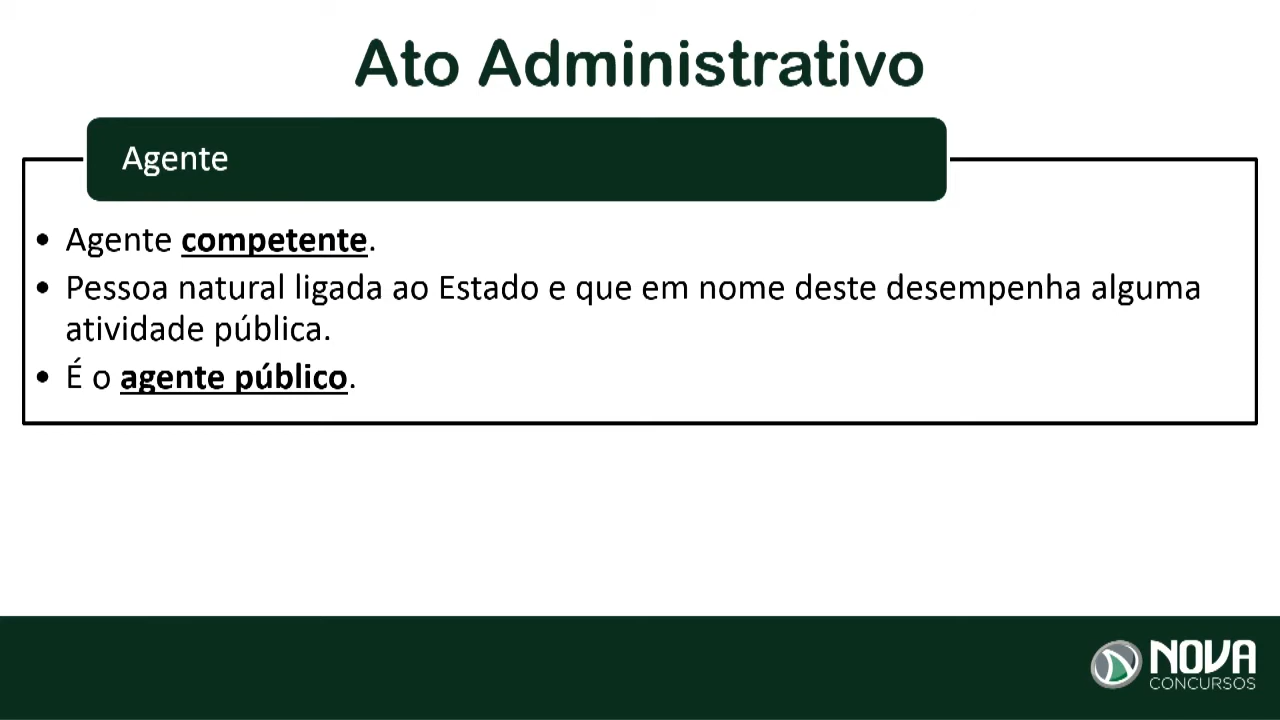 Ato Administrativo
Agente
• Agente competente.
• Pessoa natural ligada ao Estado e que em nome deste desempenha alguma
atividade pública.
• É o agente público.
NOVA
CONCURSOS